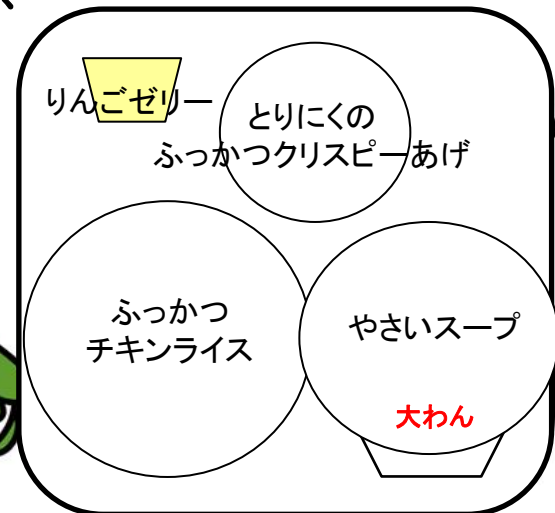 りんごゼリー
とりにくの
ふっかつクリスピーあげ
ふっかつ
チキンライス
やさいスープ
大わん